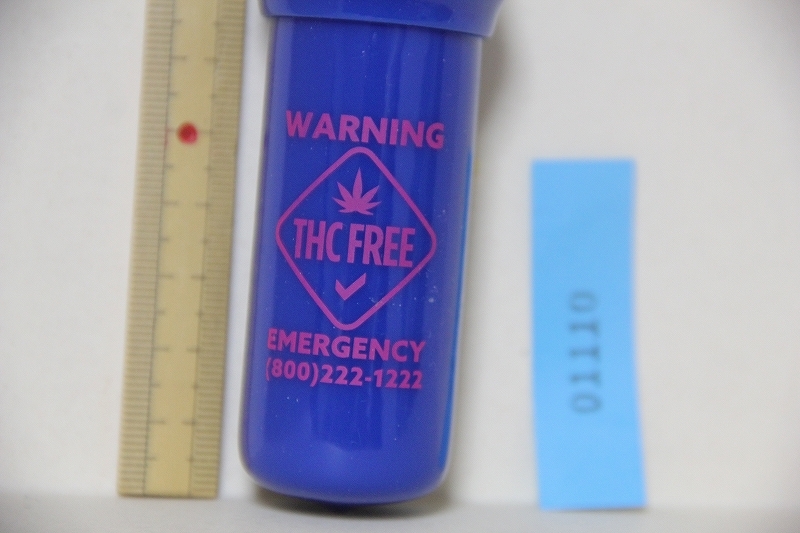 WARNING
THC FREE
EMERGENCY
(800)222-1222
01110